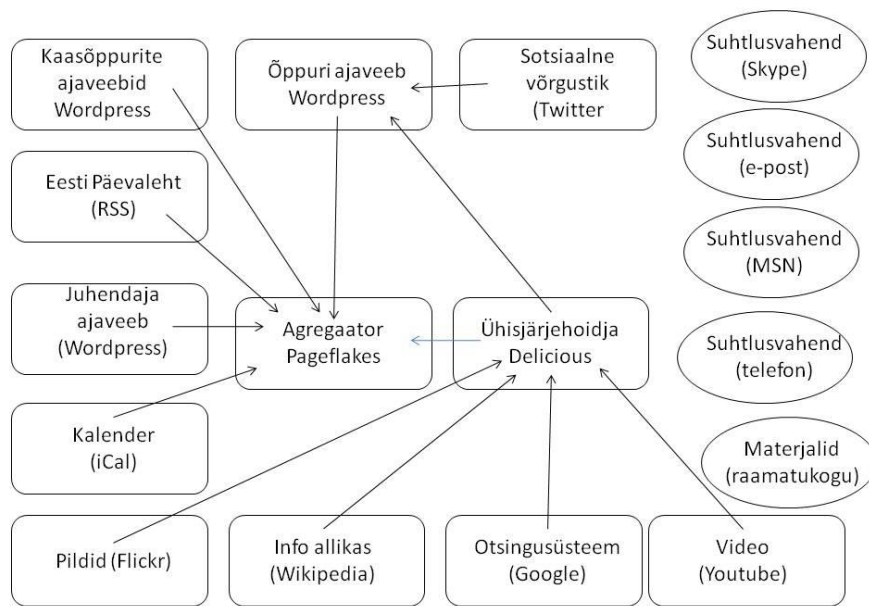 Kaasõppurite
ajaveebid
Wordpress
Õppuri ajaveeb
Wordpress
Sotsiaalne
võrgustik
(Twitter
Suhtlusvahend
(Skype)
Suhtlusvahend
(e-post)
Eesti Päevaleht
(RSS)
Suhtlusvahend
(MSN)
Juhendaja
ajaveeb
(Wordpress)
Agregaator
Pageflakes
Ühisjärjehoidja
Delicious
Suhtlusvahend
(telefon)
Kalender
(iCal)
Materjalid
(raamatukogu)
Pildid (Flickr)
Info allikas
(Wikipedia)
Otsingusüsteem
(Google)
Video
(Youtube)